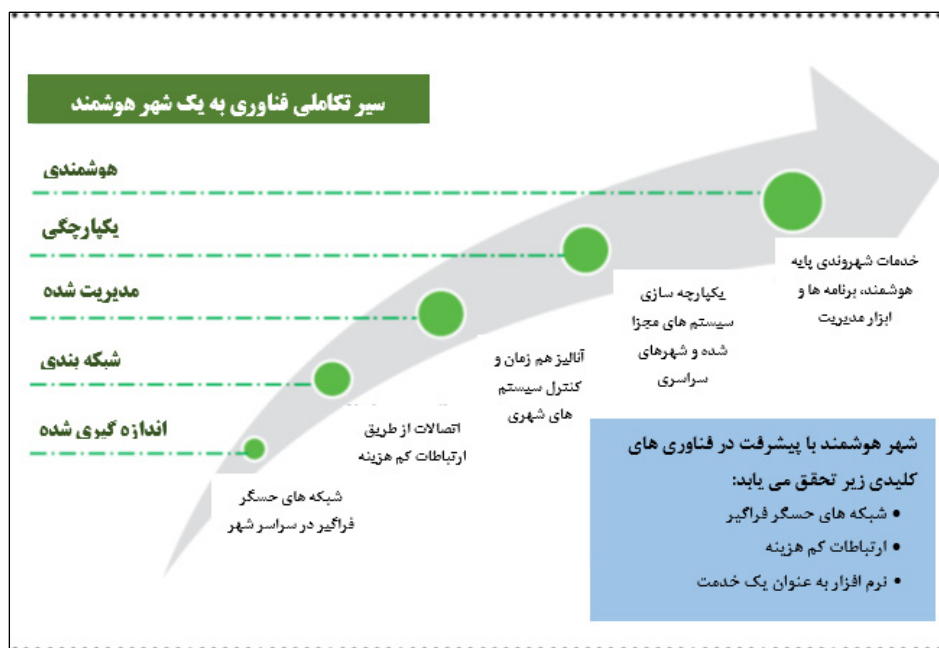 سیر تکاملی فناوری به یک شهر هوشمند
هوشمندی
یکپارچگی
مدیریت شده
شبکه بندی
اندازه گیری شده
خدمات شهروندی پایه
هوشمند، برنامه ها و
ابزار مدیریت
یکپارچه سازی
سیستم های مجزا
شده و شهرهای
سراسری
آنالیز هم زمان و
کنترل سیستم
های شهری
اتصالات از طریق
ارتباطات کم هزینه
شبکه های حسگر
فراگیر در سراسر شهر
شهر هوشمند با پیشرفت در فناوری های
کلیدی زیر تحقق می یابد:
• شبکه های حسگر فراگیر
• ارتباطات کم هزینه
• نرم افزار به عنوان یک خدمت